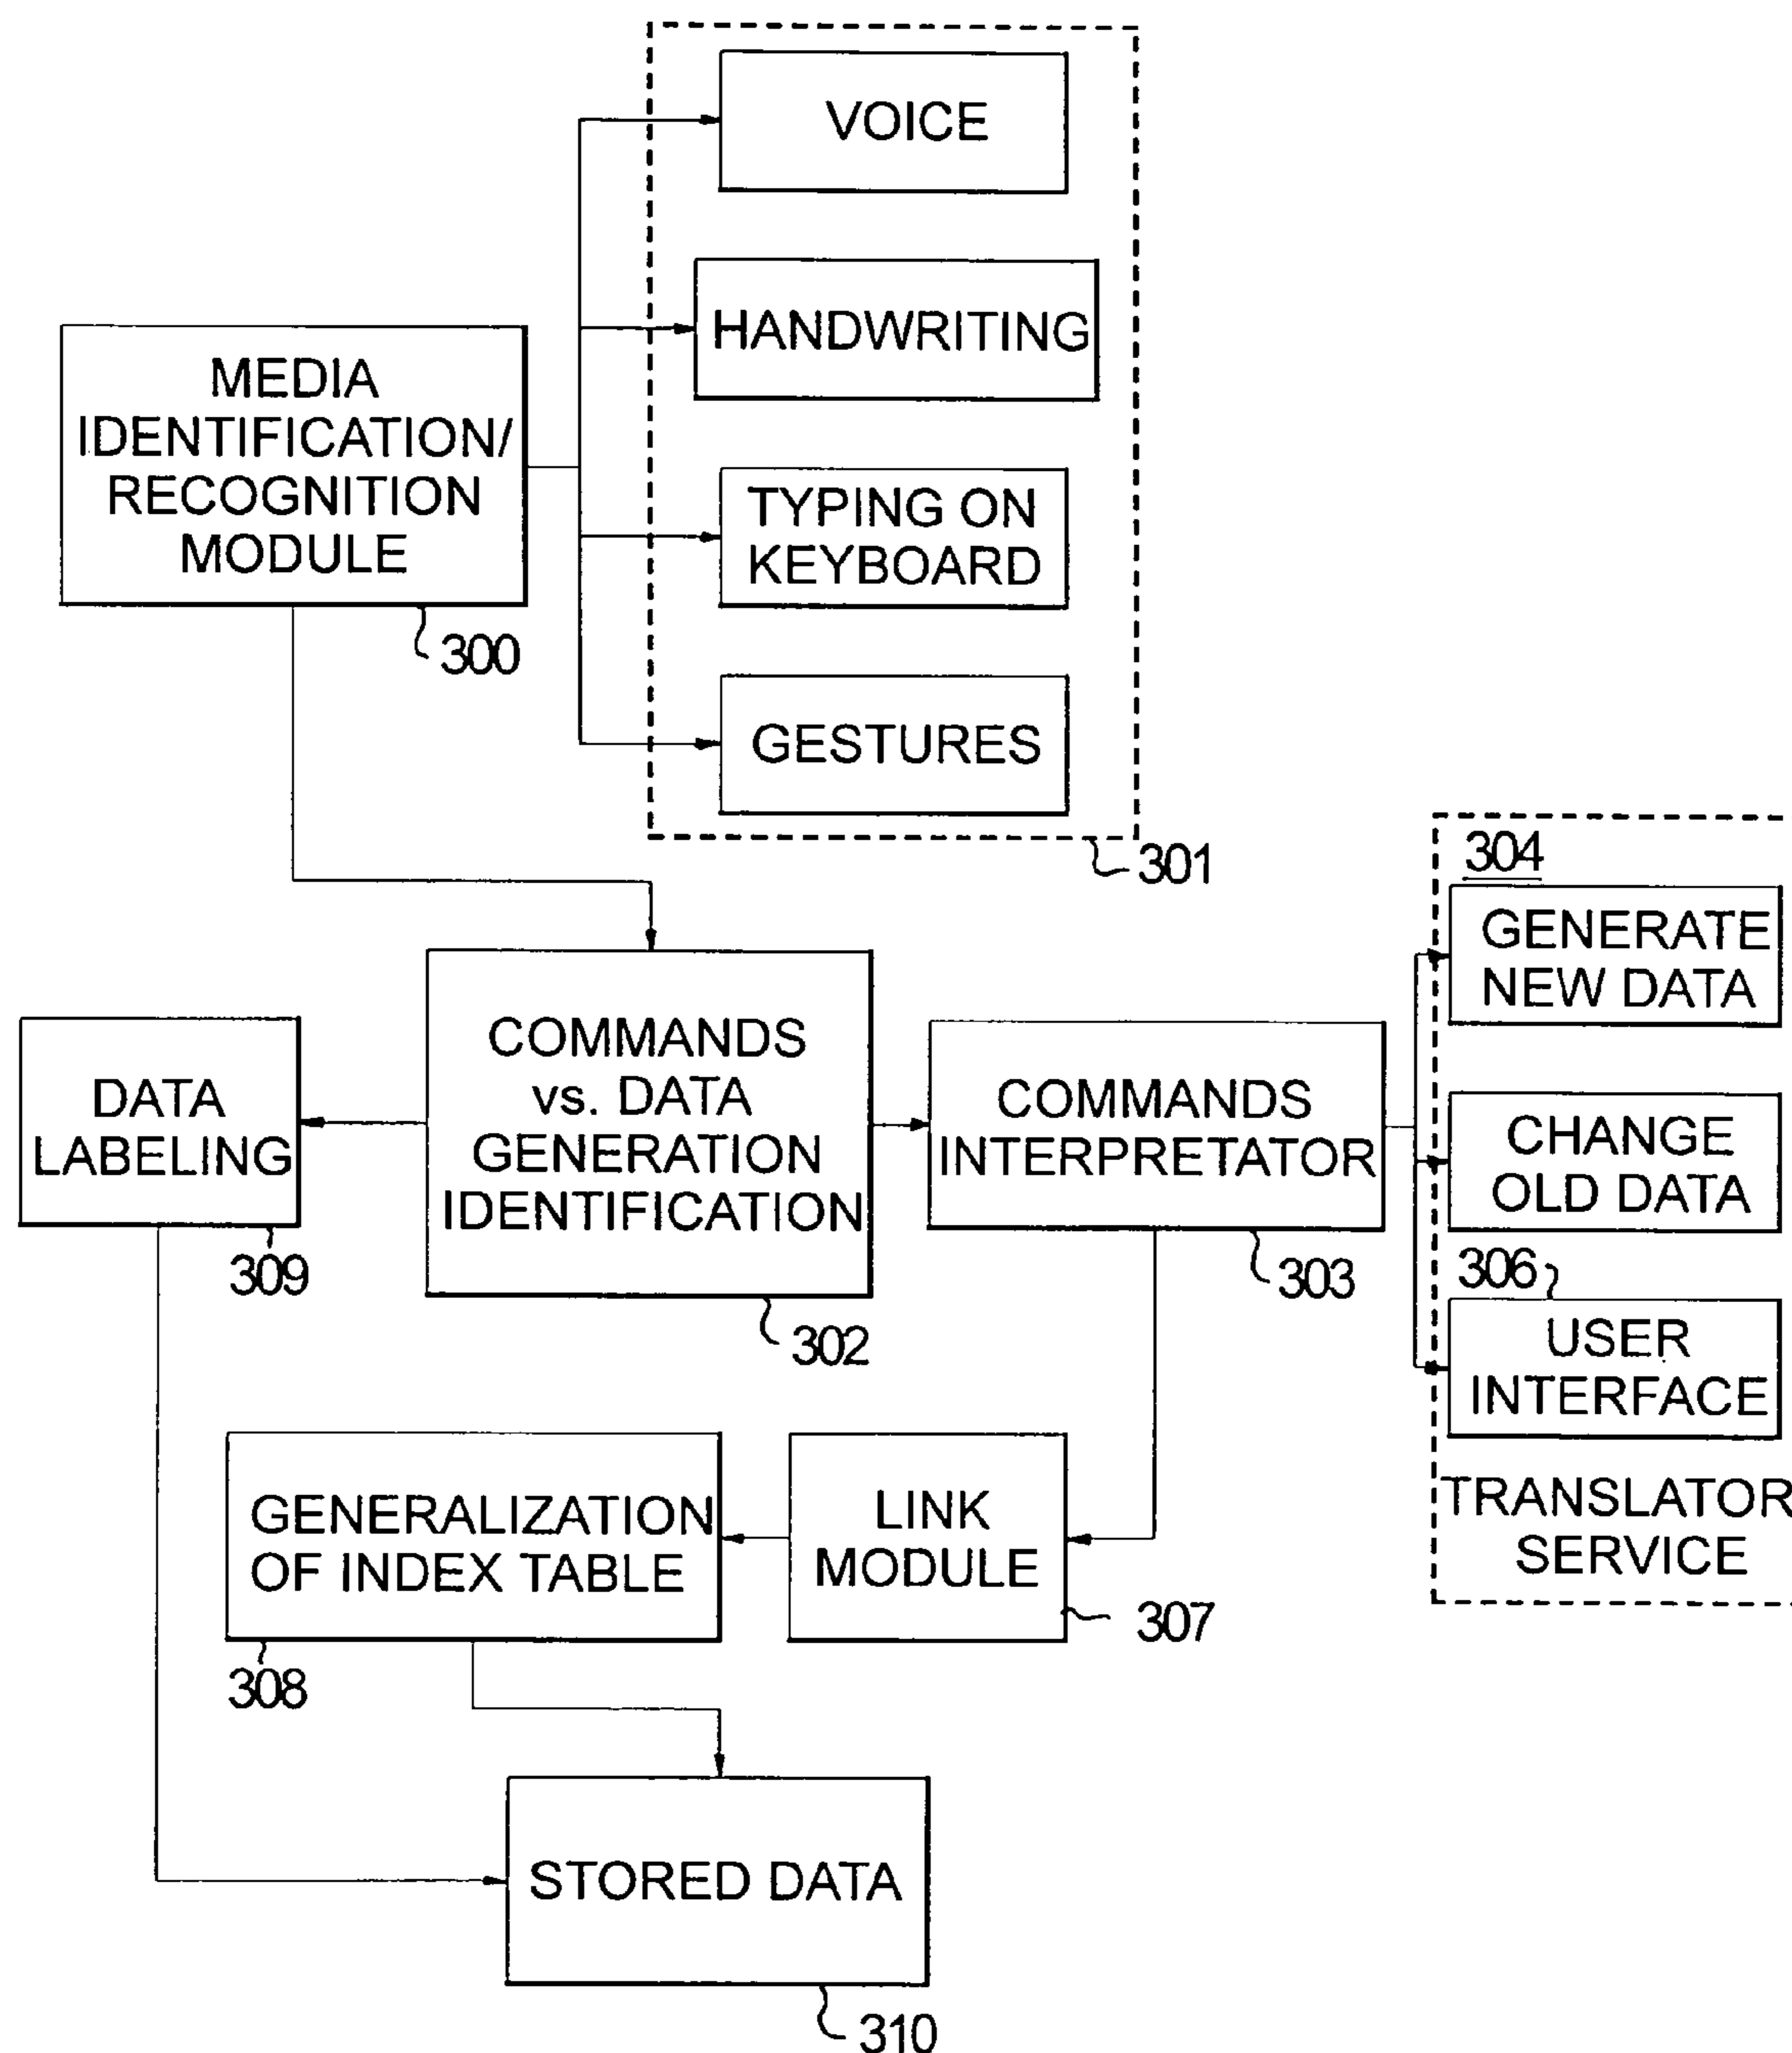 VOICE
HANDWRITING
MEDIA
IDENTIFICATION/
RECOGNITION
MODULE
300
TYPING ON
KEYBOARD
GESTURES
301
304
GENERATE
NEW DATA
COMMANDS
vs. DATA
GENERATION
IDENTIFICATION
302
DATA
LABELING
309
COMMANDS
INTERPRETATOR
303
CHANGE
OLD DATA
306
USER
INTERFACE
TRANSLATOR
SERVICE
GENERALIZATION
OF INDEX TABLE
308
LINK
MODULE
307
STORED DATA
310